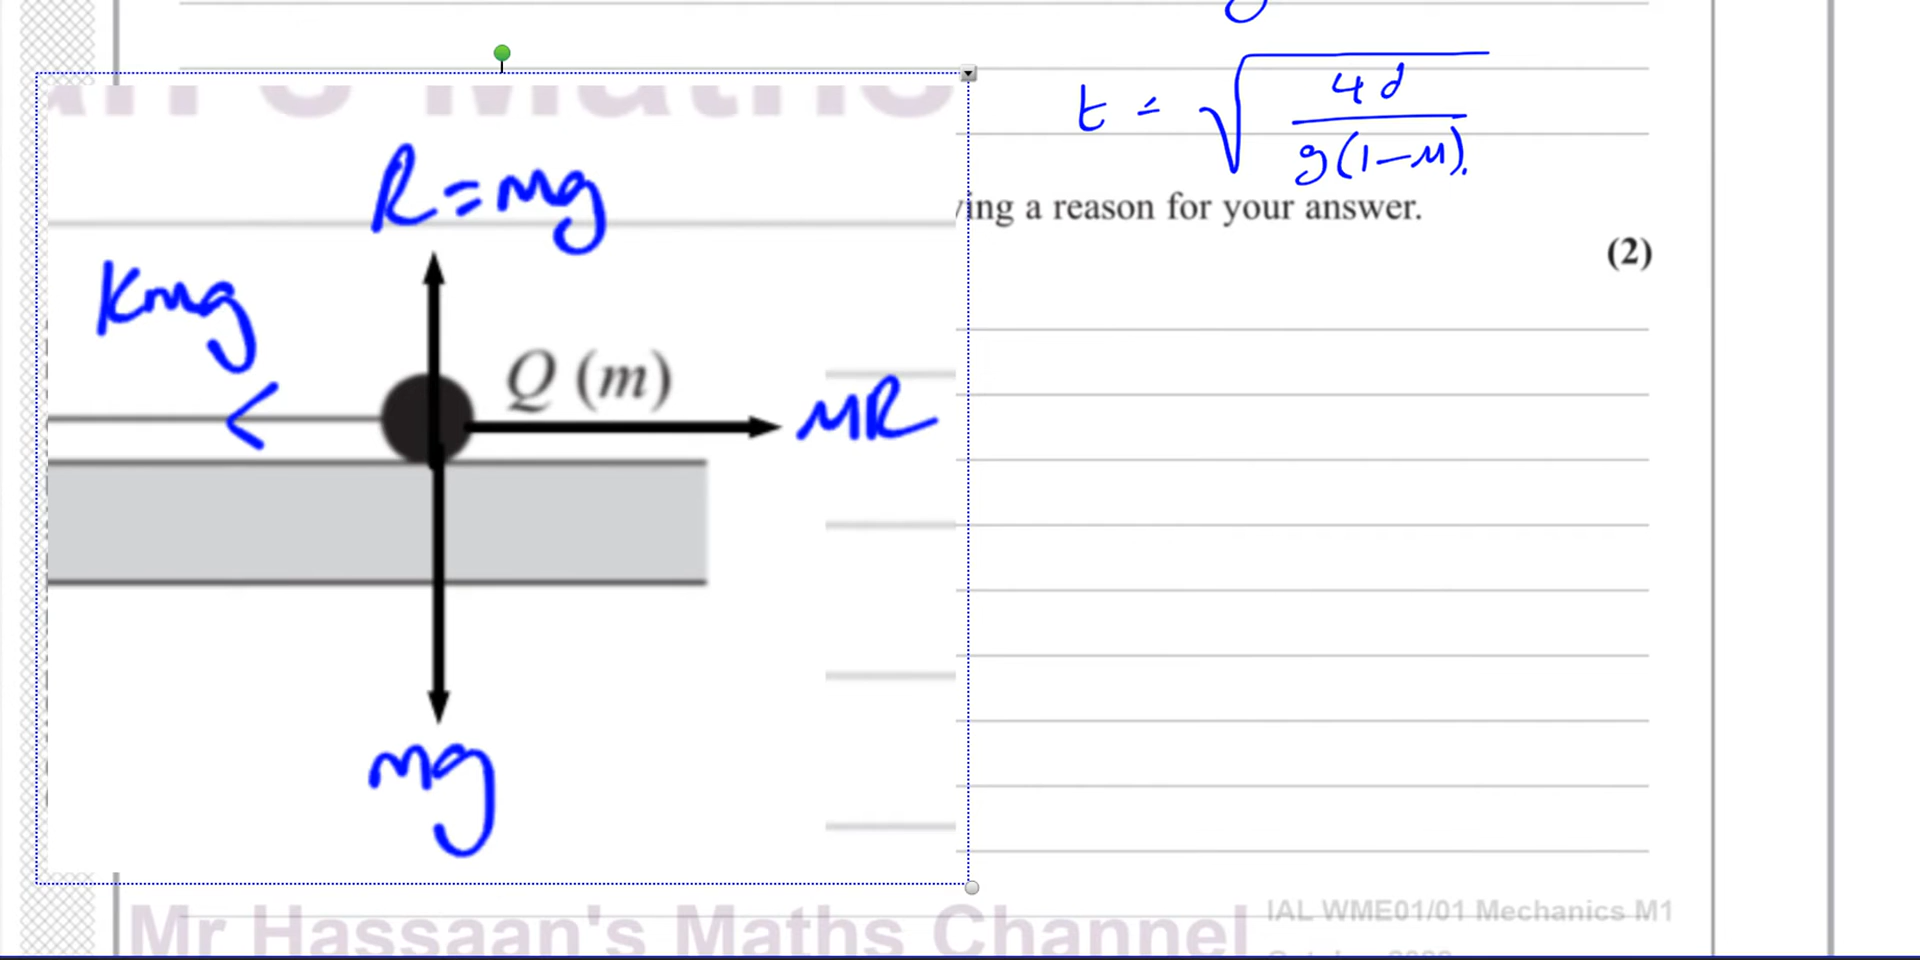 t = √ 4d / g(1-μ).
R = mg
ing a reason for your answer.
(2)
Kmg
Q (m)
μR
mg
Mr Hassaan's Maths Channel
IAL WME01/01 Mechanics M1